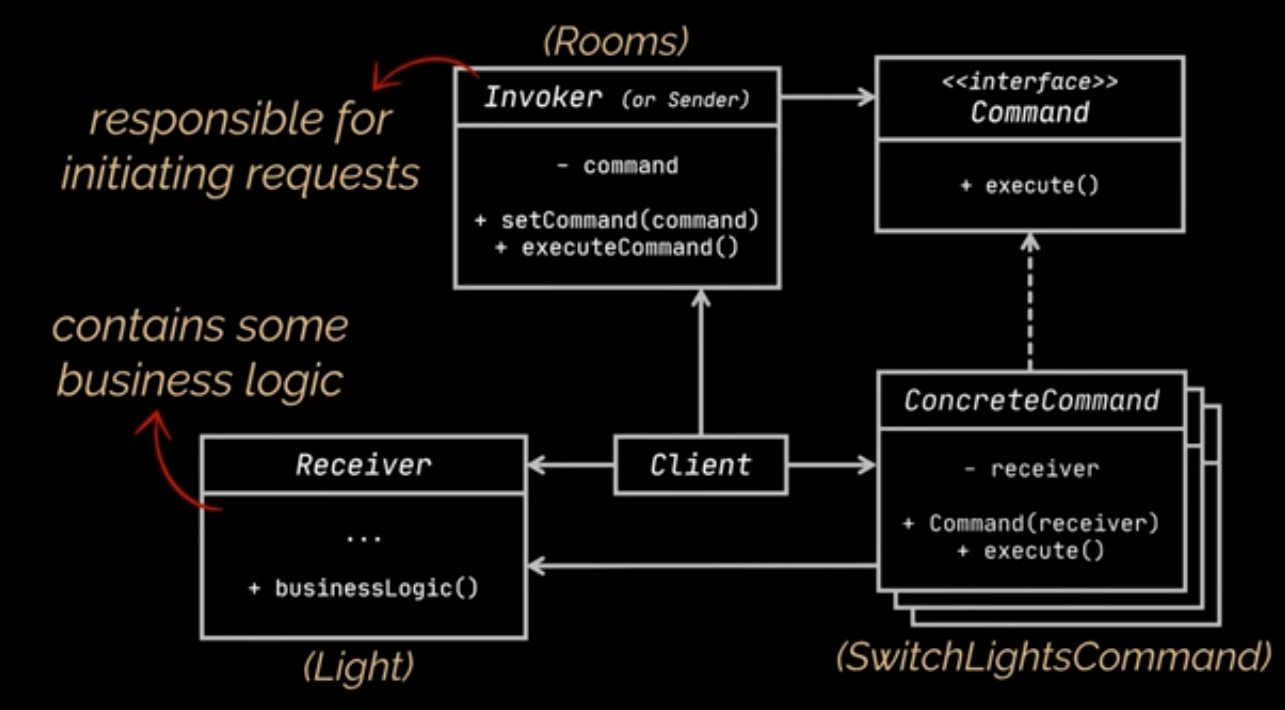 (Rooms)
responsible for
initiating requests
Invoker (or Sender)
- command
+ setCommand(command)
+ executeCommand()
<<interface>>
Command
+ execute()
contains some
business logic
Receiver
...
+ businessLogic()
(Light)
Client
ConcreteCommand
- receiver
+ Command(receiver)
+ execute()
(SwitchLightsCommand)